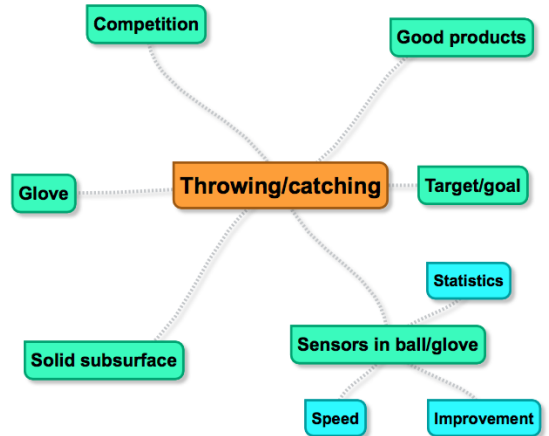 Competition
Good products
Throwing/catching
Glove
Target/goal
Statistics
Solid subsurface
Sensors in ball/glove
Speed
Improvement